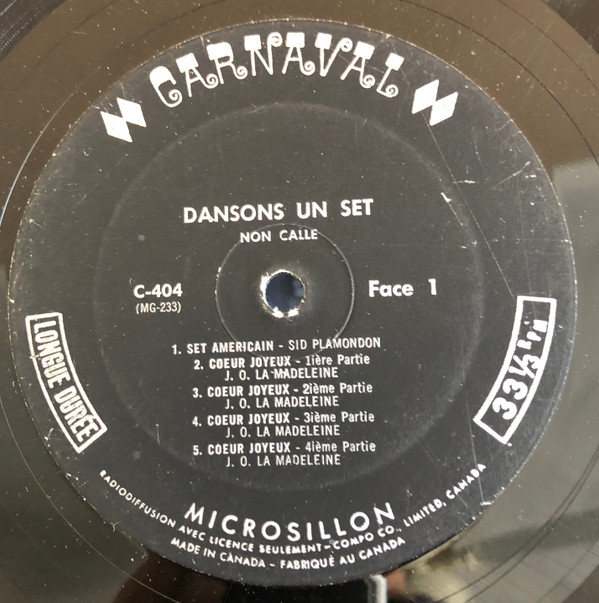 CARNAVAL
DANSONS UN SET
NON CALLE
C-404
(MG-233)
Face 1
1. SET AMERICAIN - SID PLAMONDON
2. COEUR JOYEUX - 1ière Partie
J. O. LA MADELEINE
3. COEUR JOYEUX - 2ième Partie
J. O. LA MADELEINE
4. COEUR JOYEUX - 3ième Partie
J. O. LA MADELEINE
5. COEUR JOYEUX - 4ième Partie
J. O. LA MADELEINE
LONGUE DURÉE
33 1/3 LPM
MICROSILLON
RADIODIFFUSION AVEC LICENCE SEULEMENT-COMPO CO., LIMITED, CANADA
MADE IN CANADA - FABRIQUÉ AU CANADA